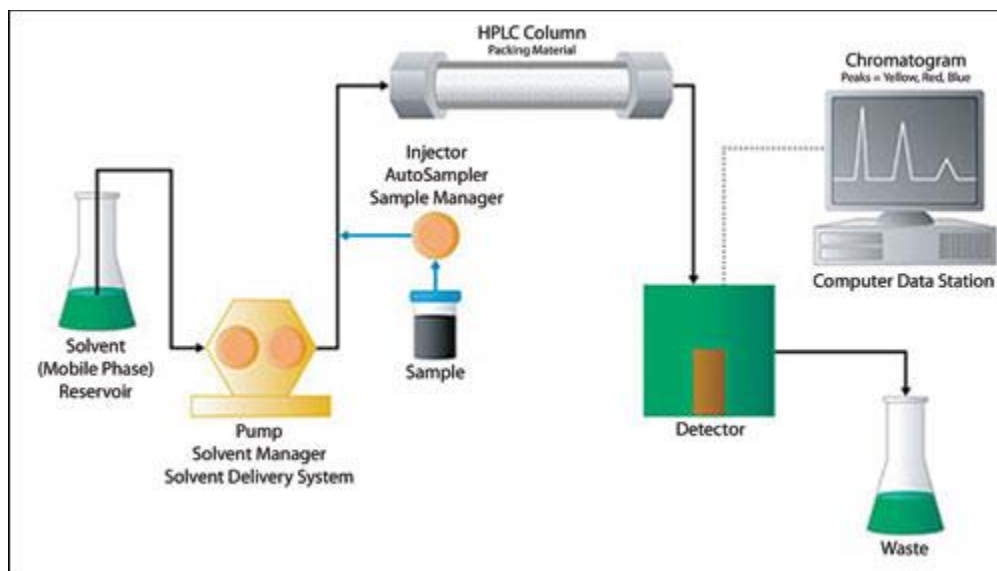 HPLC Column
Packing Material
Chromatogram
Peaks = Yellow, Red, Blue
Injector
AutoSampler
Sample Manager
Computer Data Station
Solvent
(Mobile Phase)
Reservoir
Sample
Pump
Solvent Manager
Solvent Delivery System
Detector
Waste